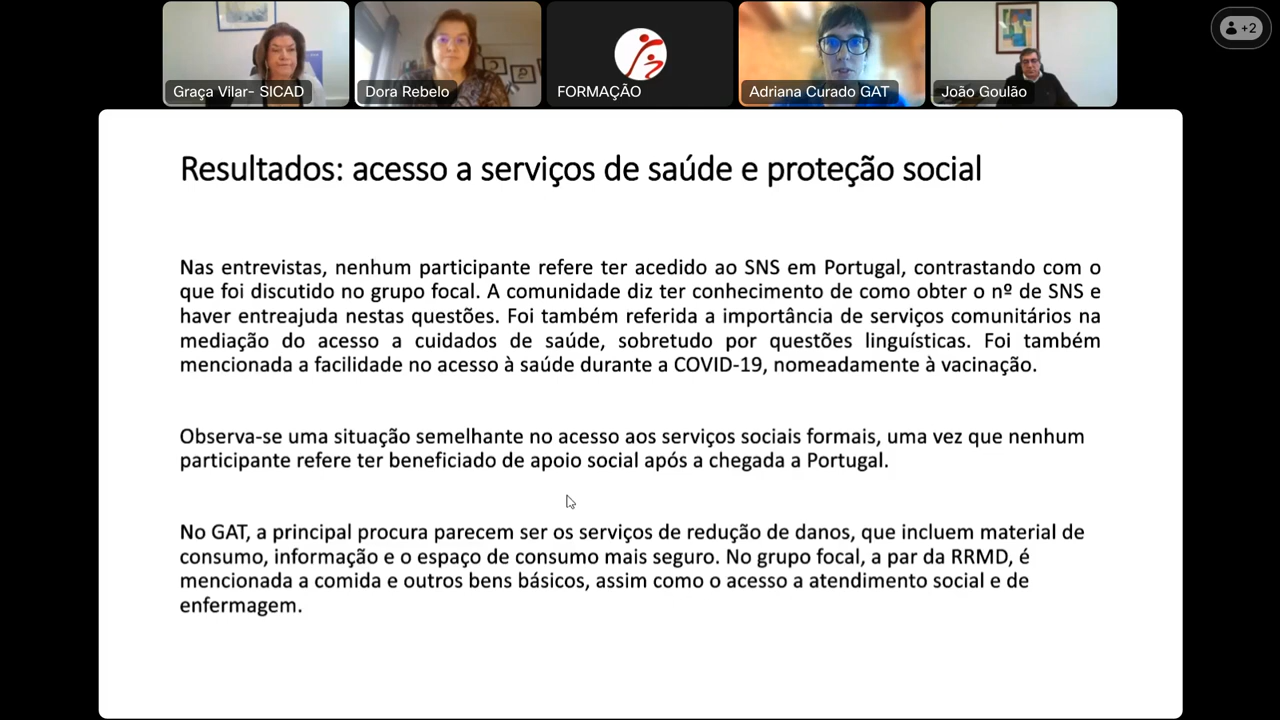 Graça Vilar- SICAD
Dora Rebelo
FORMAÇÃO
Adriana Curado GAT
João Goulão
+2
Resultados: acesso a serviços de saúde e proteção social
Nas entrevistas, nenhum participante refere ter acedido ao SNS em Portugal, contrastando com o
que foi discutido no grupo focal. A comunidade diz ter conhecimento de como obter o nº de SNS e
haver entreajuda nestas questões. Foi também referida a importância de serviços comunitários na
mediação do acesso a cuidados de saúde, sobretudo por questões linguísticas. Foi também
mencionada a facilidade no acesso à saúde durante a COVID-19, nomeadamente à vacinação.
Observa-se uma situação semelhante no acesso aos serviços sociais formais, uma vez que nenhum
participante refere ter beneficiado de apoio social após a chegada a Portugal.
No GAT, a principal procura parecem ser os serviços de redução de danos, que incluem material de
consumo, informação e o espaço de consumo mais seguro. No grupo focal, a par da RRMD, é
mencionada a comida e outros bens básicos, assim como o acesso a atendimento social e de
enfermagem.